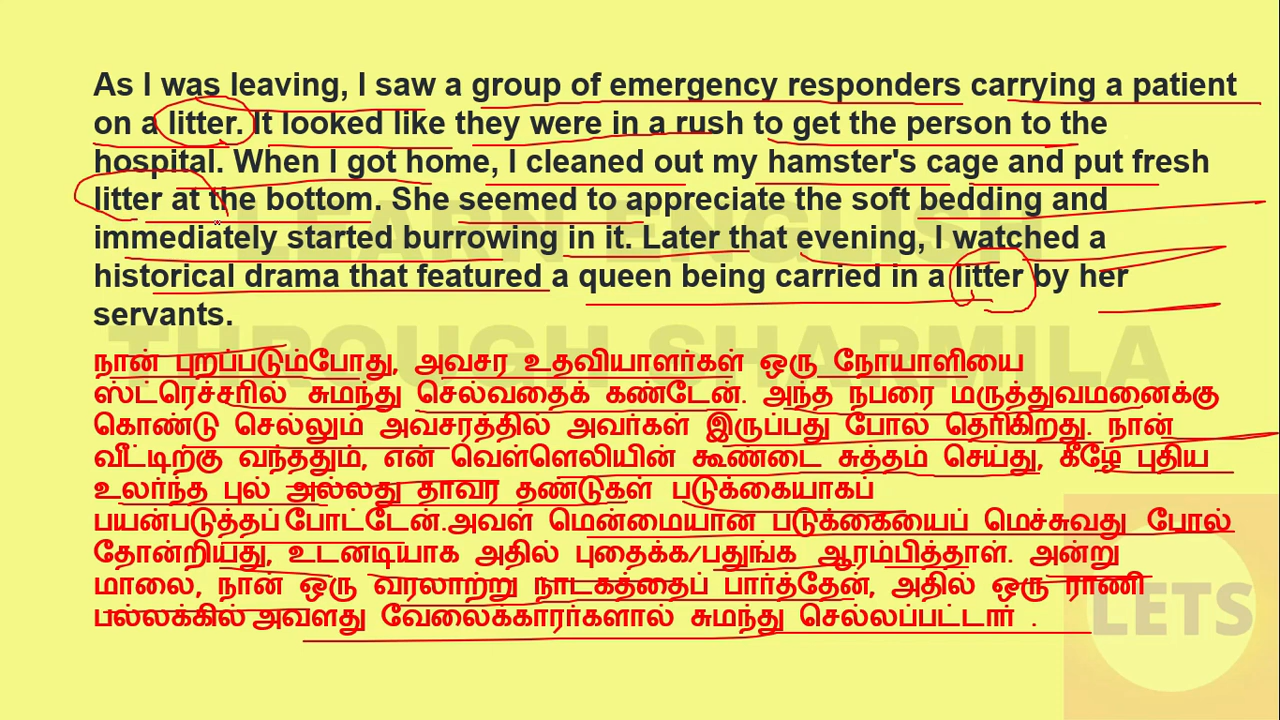 As I was leaving, I saw a group of emergency responders carrying a patient
on a litter. It looked like they were in a rush to get the person to the
hospital. When I got home, I cleaned out my hamster's cage and put fresh
litter at the bottom. She seemed to appreciate the soft bedding and
immediately started burrowing in it. Later that evening, I watched a
historical drama that featured a queen being carried in a litter by her
servants.
LEARN ENGLISH
THROUGH SHARMILA
நான் புறப்படும்போது, அவசர உதவியாளர்கள் ஒரு நோயாளியை
ஸ்ட்ரெச்சரில் சுமந்து செல்வதைக் கண்டேன். அந்த நபரை மருத்துவமனைக்கு
கொண்டு செல்லும் அவசரத்தில் அவர்கள் இருப்பது போல தெரிகிறது. நான்
வீட்டிற்கு வந்ததும், என் வெள்ளெலியின் கூண்டை சுத்தம் செய்து, கீழே புதிய
உலர்ந்த புல் அல்லது தாவர தண்டுகள் படுக்கையாகப்
பயன்படுத்தப் போட்டேன்.அவள் மென்மையான படுக்கையைப் மெச்சுவது போல்
தோன்றியது, உடனடியாக அதில் புதைக்க/பதுங்க ஆரம்பித்தாள். அன்று
மாலை, நான் ஒரு வரலாற்று நாடகத்தைப் பார்த்தேன், அதில் ஒரு ராணி
பல்லக்கில் அவளது வேலைக்காரர்களால் சுமந்து செல்லப்பட்டார் .
LETS